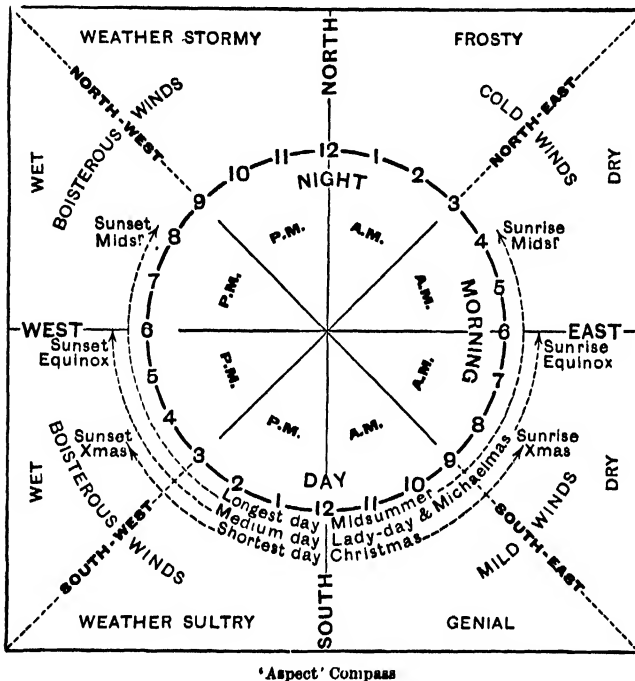 WEATHER STORMY
NORTH
FROSTY
NORTH-WEST
BOISTEROUS WINDS
WET
COLD WINDS
NORTH-EAST
DRY
12
11
1
10
2
9
3
8
4
7
5
6
6
5
7
4
8
3
9
2
10
1
12
11
NIGHT
P.M.
A.M.
P.M.
A.M.
MORNING
P.M.
A.M.
P.M.
A.M.
DAY
Sunset
Midsr.
Sunrise
Midsr
WEST
EAST
Sunset
Equinox
Sunrise
Equinox
Sunset
Xmas
Sunrise
Xmas
WET
BOISTEROUS WINDS
SOUTH-WEST
DRY
MILD WINDS
SOUTH-EAST
Longest day Midsummer
Medium day Lady-day & Michaelmas
Shortest day Christmas
WEATHER SULTRY
SOUTH
GENIAL
'Aspect' Compass